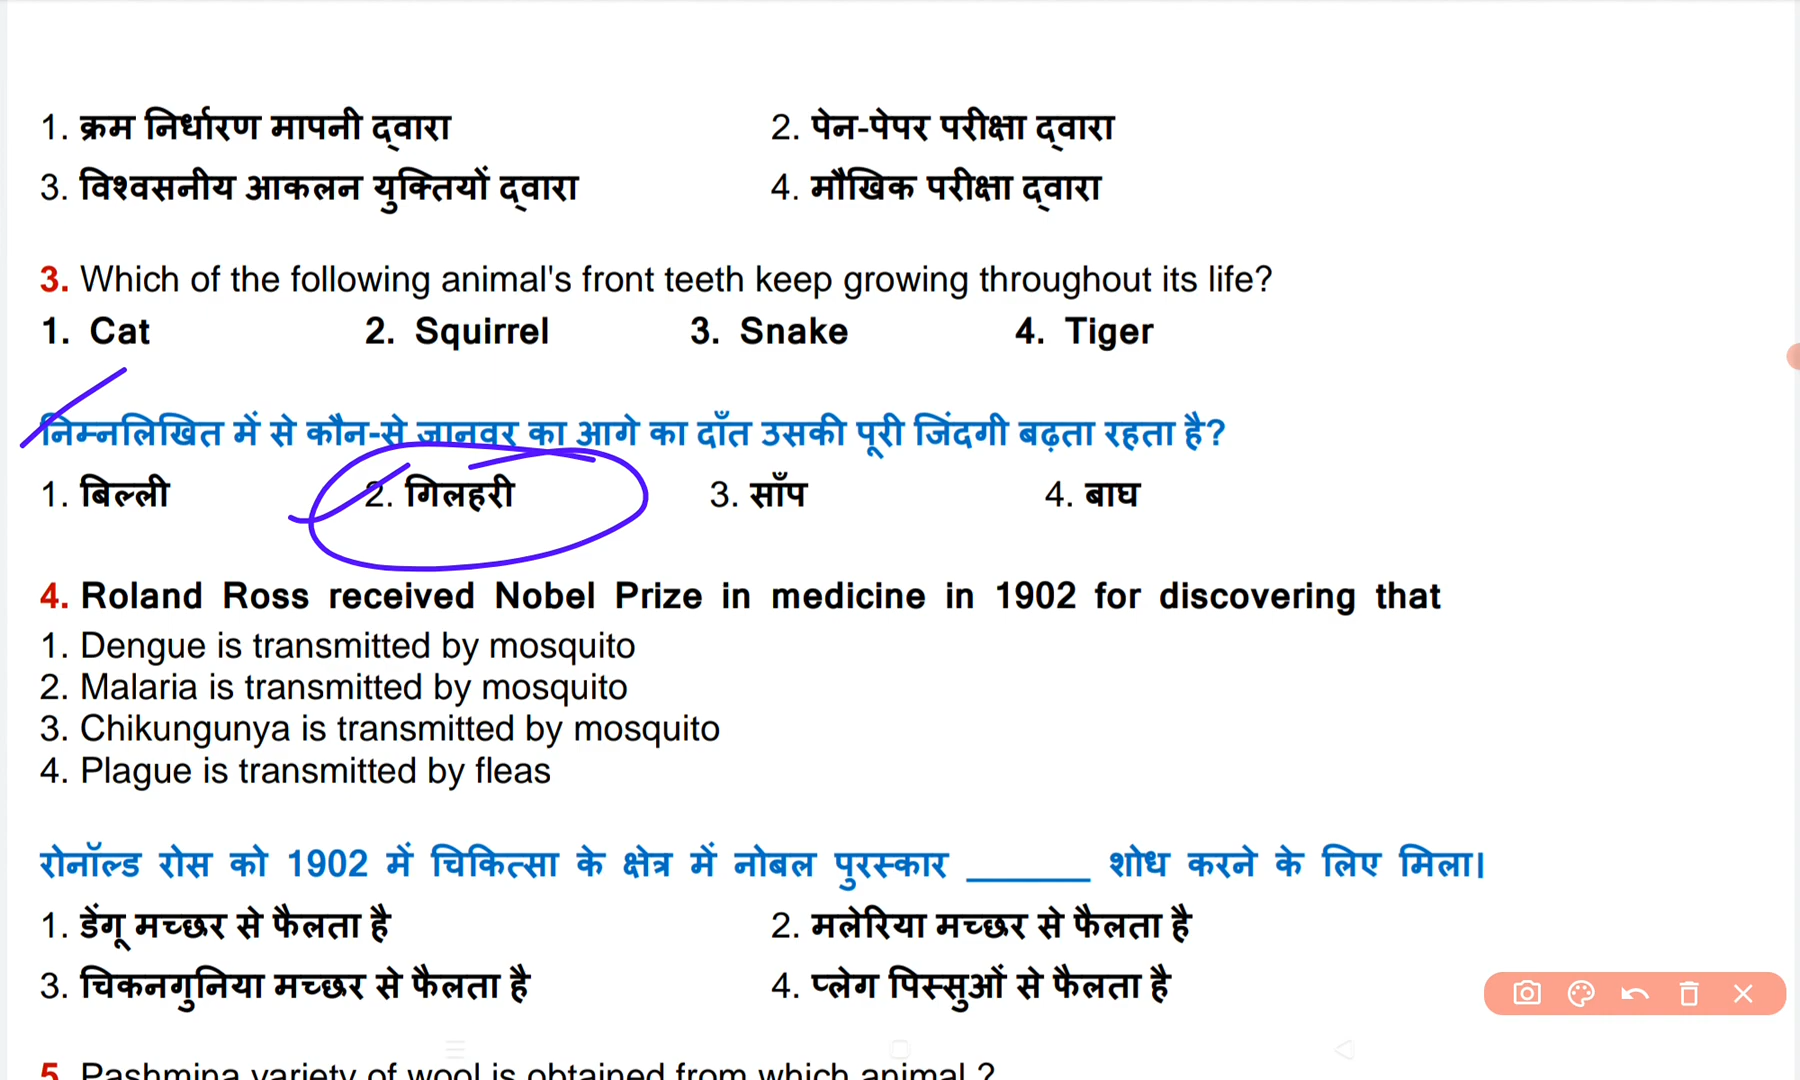 1. क्रम निर्धारण मापनी द्वारा 2. पेन-पेपर परीक्षा द्वारा
3. विश्वसनीय आकलन युक्तियों द्वारा 4. मौखिक परीक्षा द्वारा
3. Which of the following animal's front teeth keep growing throughout its life?
1. Cat 2. Squirrel 3. Snake 4. Tiger
निम्नलिखित में से कौन-से जानवर का आगे का दाँत उसकी पूरी जिंदगी बढ़ता रहता है?
1. बिल्ली 2. गिलहरी 3. साँप 4. बाघ
4. Roland Ross received Nobel Prize in medicine in 1902 for discovering that
1. Dengue is transmitted by mosquito
2. Malaria is transmitted by mosquito
3. Chikungunya is transmitted by mosquito
4. Plague is transmitted by fleas
रोनॉल्ड रोस को 1902 में चिकित्सा के क्षेत्र में नोबल पुरस्कार ______ शोध करने के लिए मिला।
1. डेंगू मच्छर से फैलता है 2. मलेरिया मच्छर से फैलता है
3. चिकनगुनिया मच्छर से फैलता है 4. प्लेग पिस्सुओं से फैलता है
5. Pashmina variety of wool is obtained from which animal ?